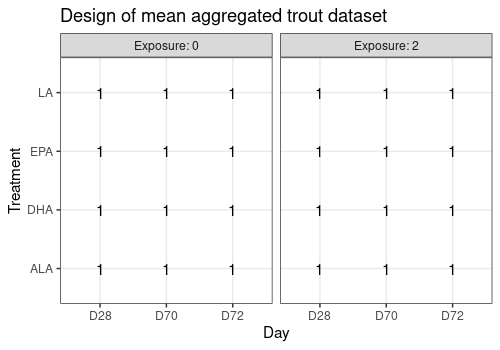 Design of mean aggregated trout dataset
Exposure: 0 Exposure: 2
Treatment
LA 1 1 1 1 1 1
EPA 1 1 1 1 1 1
DHA 1 1 1 1 1 1
ALA 1 1 1 1 1 1
D28 D70 D72 D28 D70 D72
Day